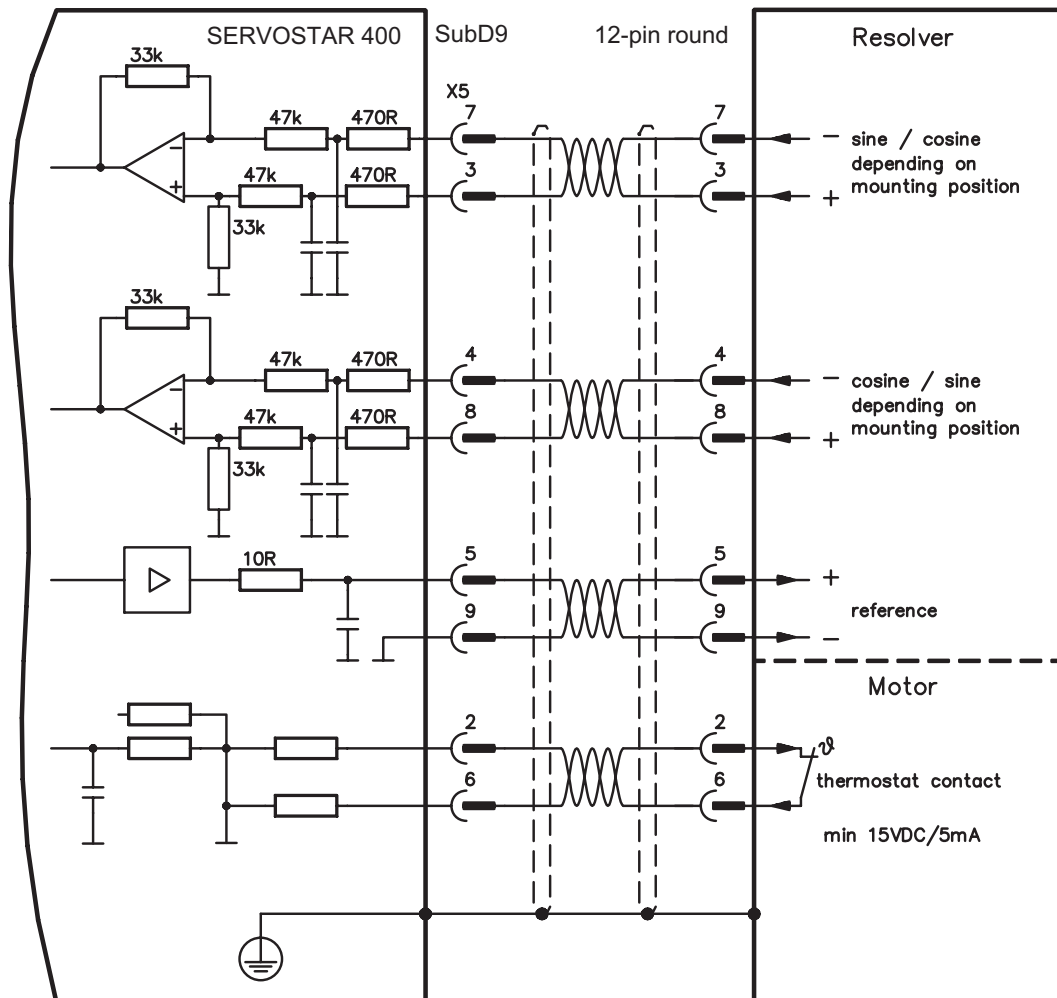 SERVOSTAR 400 SubD9 12-pin round Resolver
33k
X5
47k 470R 7 7 − sine / cosine
depending on
mounting position
− 
+
47k 470R 3 3 +
33k
33k
47k 470R 4 4 − cosine / sine
depending on
mounting position
−
+
47k 470R 8 8 +
33k
10R 5 5 +
reference
9 9 −
Motor
2 2 ϑ
thermostat contact
6 6
min 15VDC/5mA